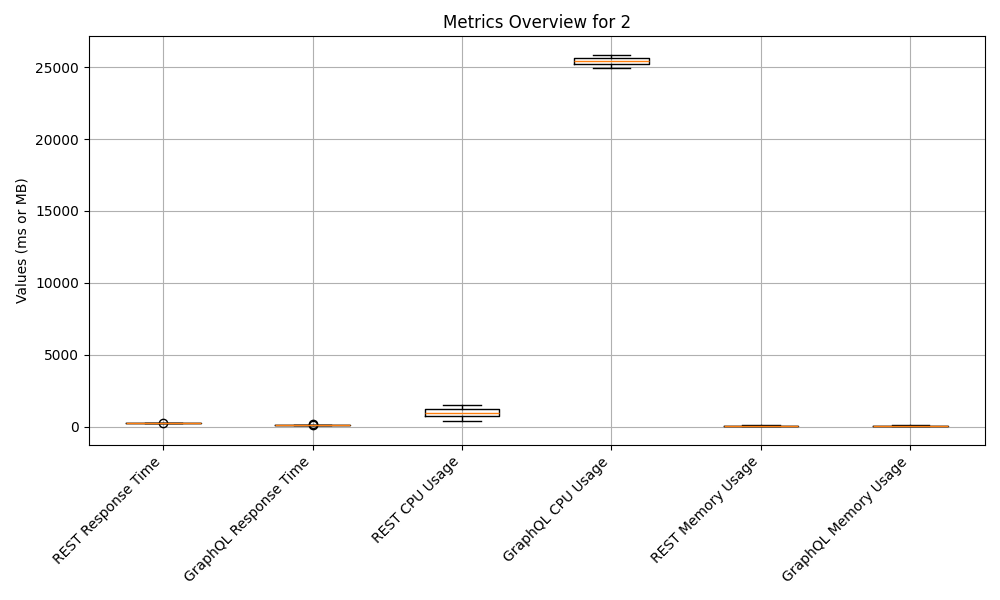 Metrics Overview for 2
Values (ms or MB)
25000
20000
15000
10000
5000
0
REST Response Time
GraphQL Response Time
REST CPU Usage
GraphQL CPU Usage
REST Memory Usage
GraphQL Memory Usage